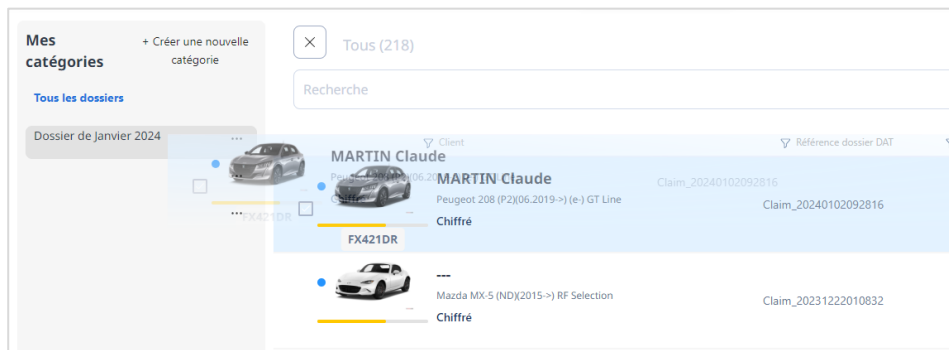 Mes catégories
+ Créer une nouvelle catégorie
Tous les dossiers
Dossier de Janvier 2024 ...
...
Tous (218)
Recherche
Client
Référence dossier DAT
MARTIN Claude
Claim_20240102092816
FX421DR
MARTIN Claude
Peugeot 208 (P2)(06.2019->) (e-) GT Line
Claim_20240102092816
Chiffré
FX421DR
---
Mazda MX-5 (ND)(2015->) RF Selection
Claim_20231222010832
Chiffré